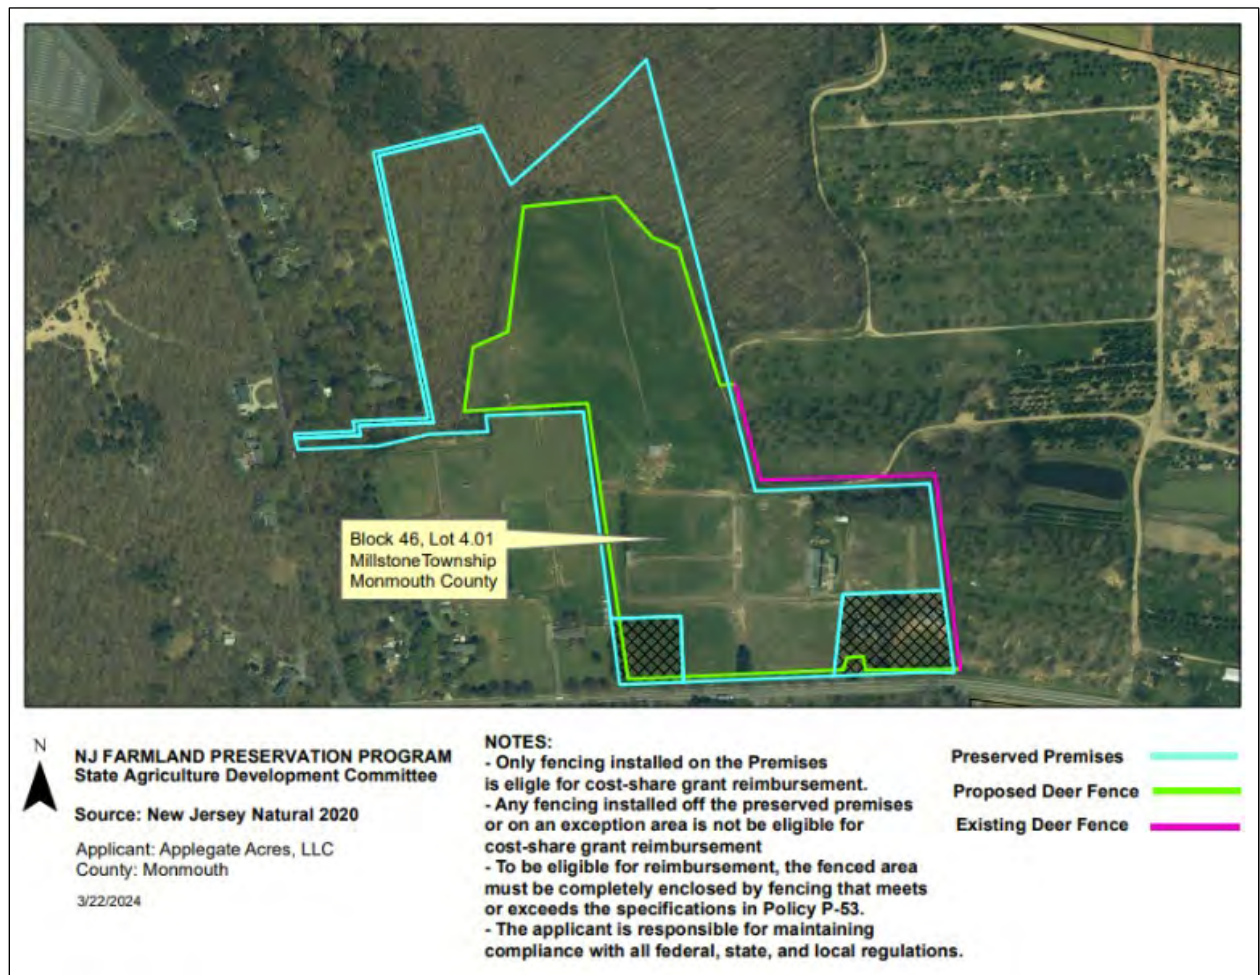 Block 46, Lot 4.01
MillstoneTownship
Monmouth County
N
NJ FARMLAND PRESERVATION PROGRAM
State Agriculture Development Committee
Source: New Jersey Natural 2020
Applicant: Applegate Acres, LLC
County: Monmouth
3/22/2024
NOTES:
- Only fencing installed on the Premises
is eligle for cost-share grant reimbursement.
- Any fencing installed off the preserved premises
or on an exception area is not be eligible for
cost-share grant reimbursement
- To be eligible for reimbursement, the fenced area
must be completely enclosed by fencing that meets
or exceeds the specifications in Policy P-53.
- The applicant is responsible for maintaining
compliance with all federal, state, and local regulations.
Preserved Premises
Proposed Deer Fence
Existing Deer Fence